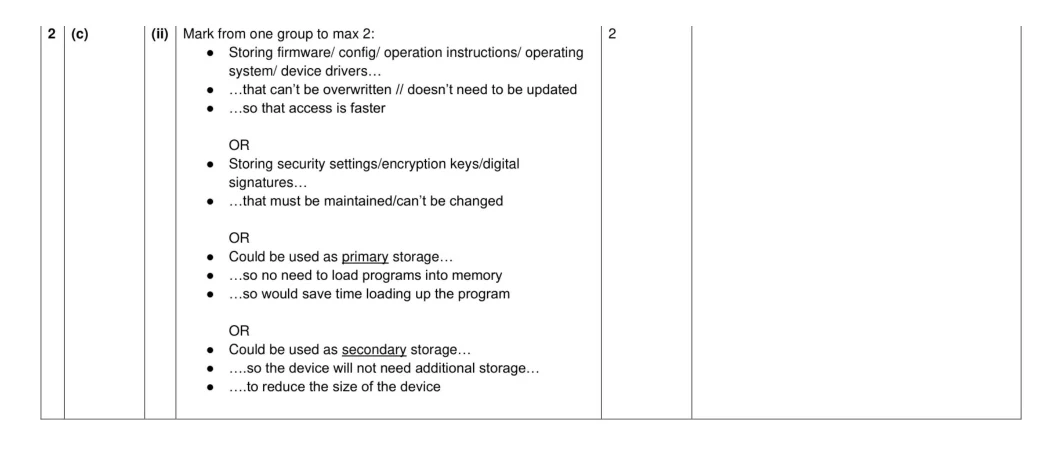 2 (c) (ii) Mark from one group to max 2: 2
● Storing firmware/ config/ operation instructions/ operating
system/ device drivers…
● …that can't be overwritten // doesn't need to be updated
● …so that access is faster
OR
● Storing security settings/encryption keys/digital
signatures…
● …that must be maintained/can't be changed
OR
● Could be used as primary storage…
● …so no need to load programs into memory
● …so would save time loading up the program
OR
● Could be used as secondary storage…
● ….so the device will not need additional storage…
● ….to reduce the size of the device